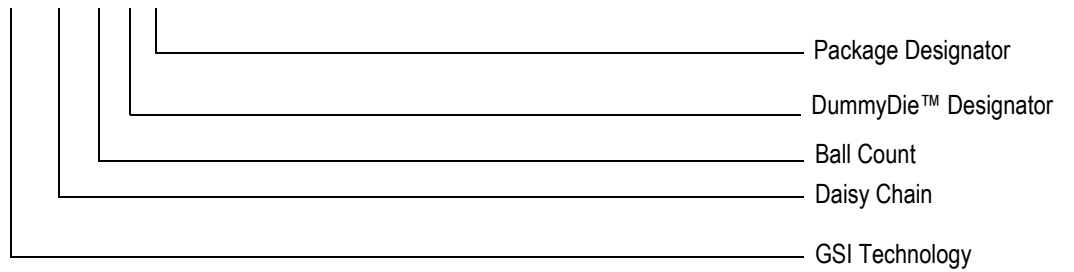 Package Designator
DummyDie™ Designator
Ball Count
Daisy Chain
GSI Technology